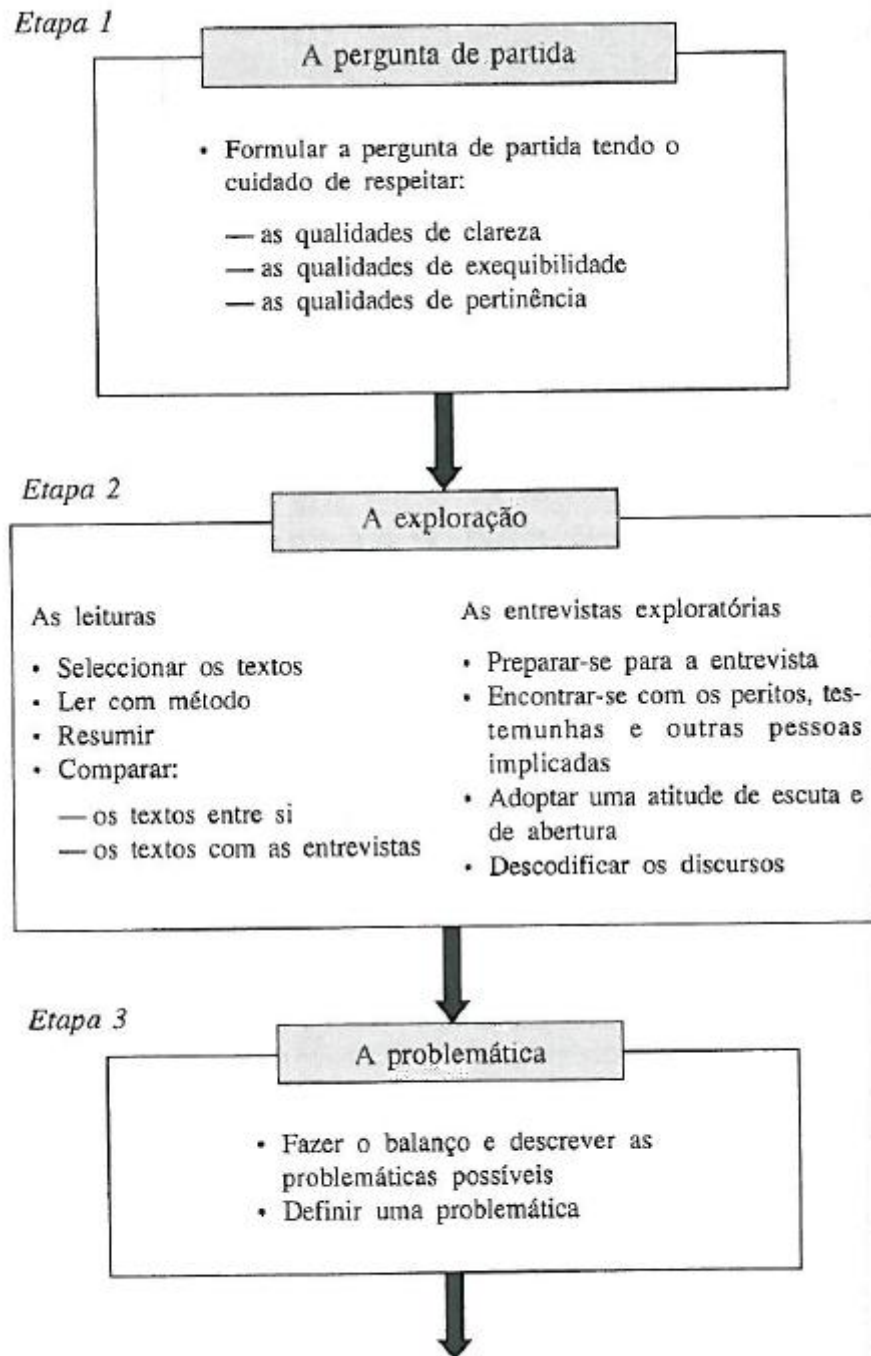 Etapa 1
A pergunta de partida
• Formular a pergunta de partida tendo o
cuidado de respeitar:
— as qualidades de clareza
— as qualidades de exequibilidade
— as qualidades de pertinência
Etapa 2
A exploração
As leituras
• Seleccionar os textos
• Ler com método
• Resumir
• Comparar:
— os textos entre si
— os textos com as entrevistas
As entrevistas exploratórias
• Preparar-se para a entrevista
• Encontrar-se com os peritos, tes-
temunhas e outras pessoas
implicadas
• Adoptar uma atitude de escuta e
de abertura
• Descodificar os discursos
Etapa 3
A problemática
• Fazer o balanço e descrever as
problemáticas possíveis
• Definir uma problemática